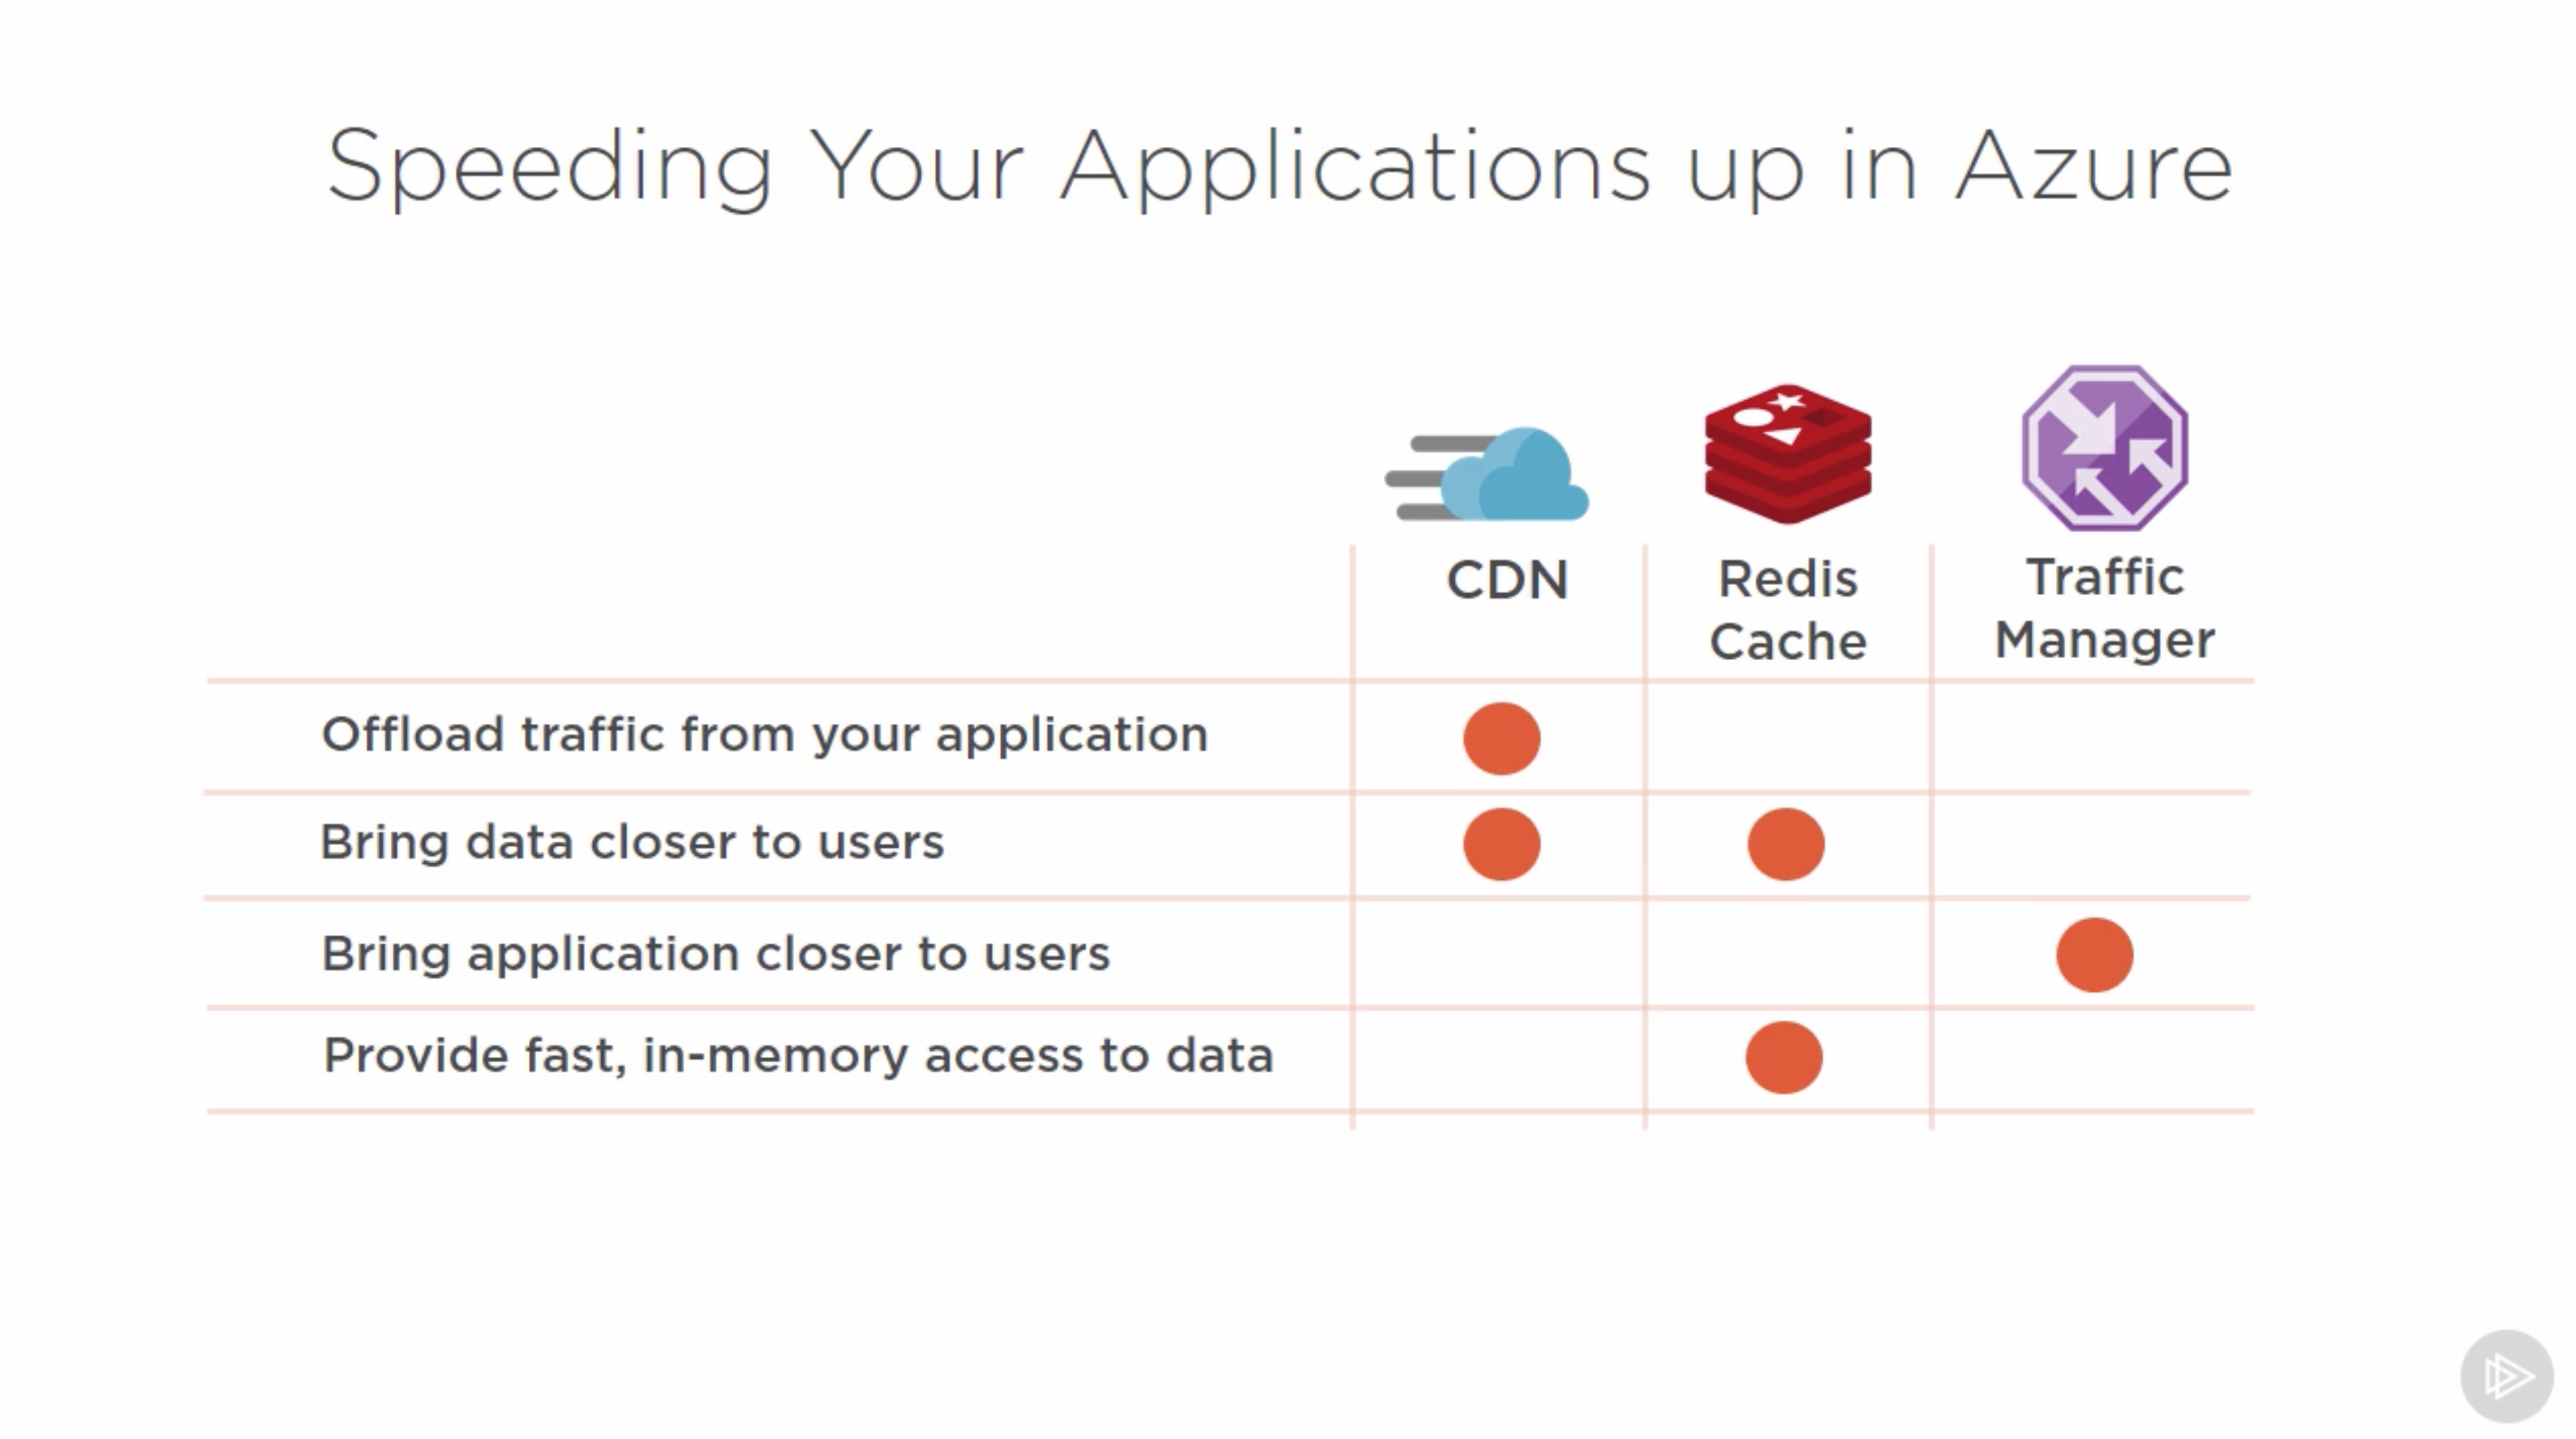 Speeding Your Applications up in Azure
CDN
Redis
Cache
Traffic
Manager
Offload traffic from your application
Bring data closer to users
Bring application closer to users
Provide fast, in-memory access to data